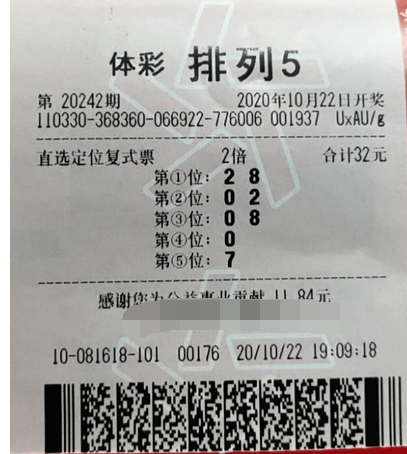 体彩 排列5
第 20242期 2020年10月22日开奖
110330-368360-066922-776006 001937 UxAU/g
直选定位复式票 2倍 合计32元
第①位: 2 8
第②位: 0 2
第③位: 0 8
第④位: 0
第⑤位: 7
感谢您为公益事业贡献 11.84元
10-081618-101 00176 20/10/22 19:09:18